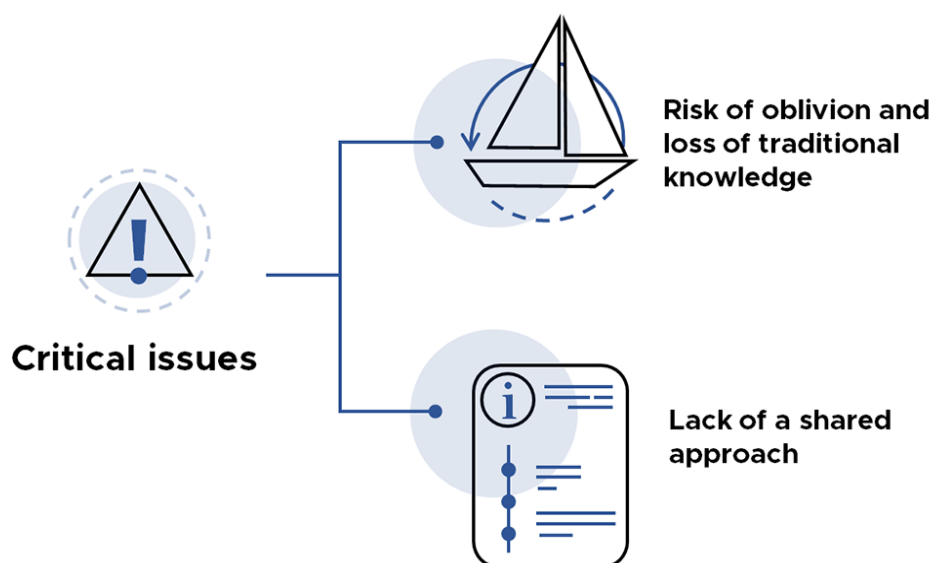 Critical issues
Risk of oblivion and
loss of traditional
knowledge
i
Lack of a shared
approach